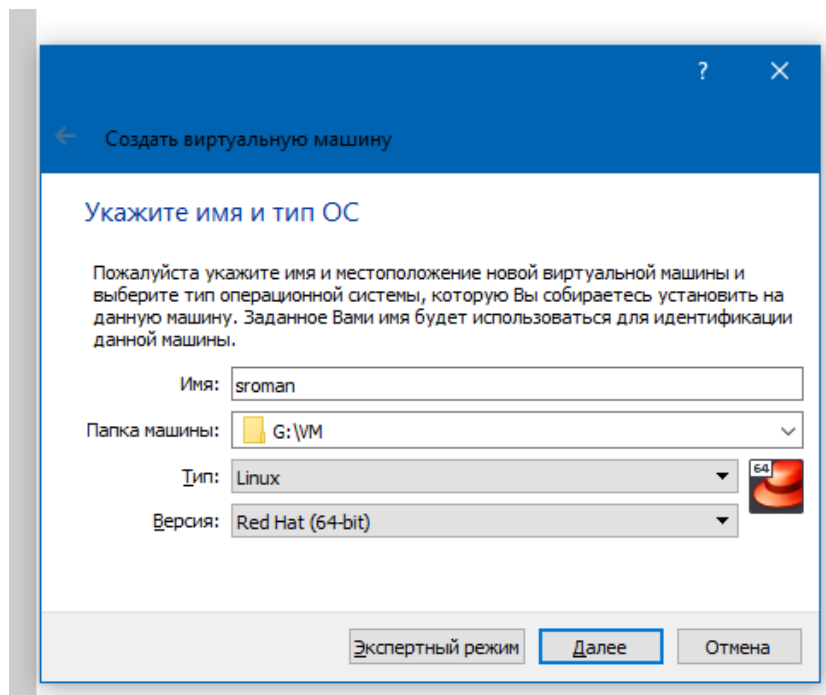 ?
Создать виртуальную машину
Укажите имя и тип ОС
Пожалуйста укажите имя и местоположение новой виртуальной машины и
выберите тип операционной системы, которую Вы собираетесь установить на
данную машину. Заданное Вами имя будет использоваться для идентификации
данной машины.
Имя: sroman
Папка машины: G:\VM
Тип: Linux
64
Версия: Red Hat (64-bit)
Экспертный режим Далее Отмена